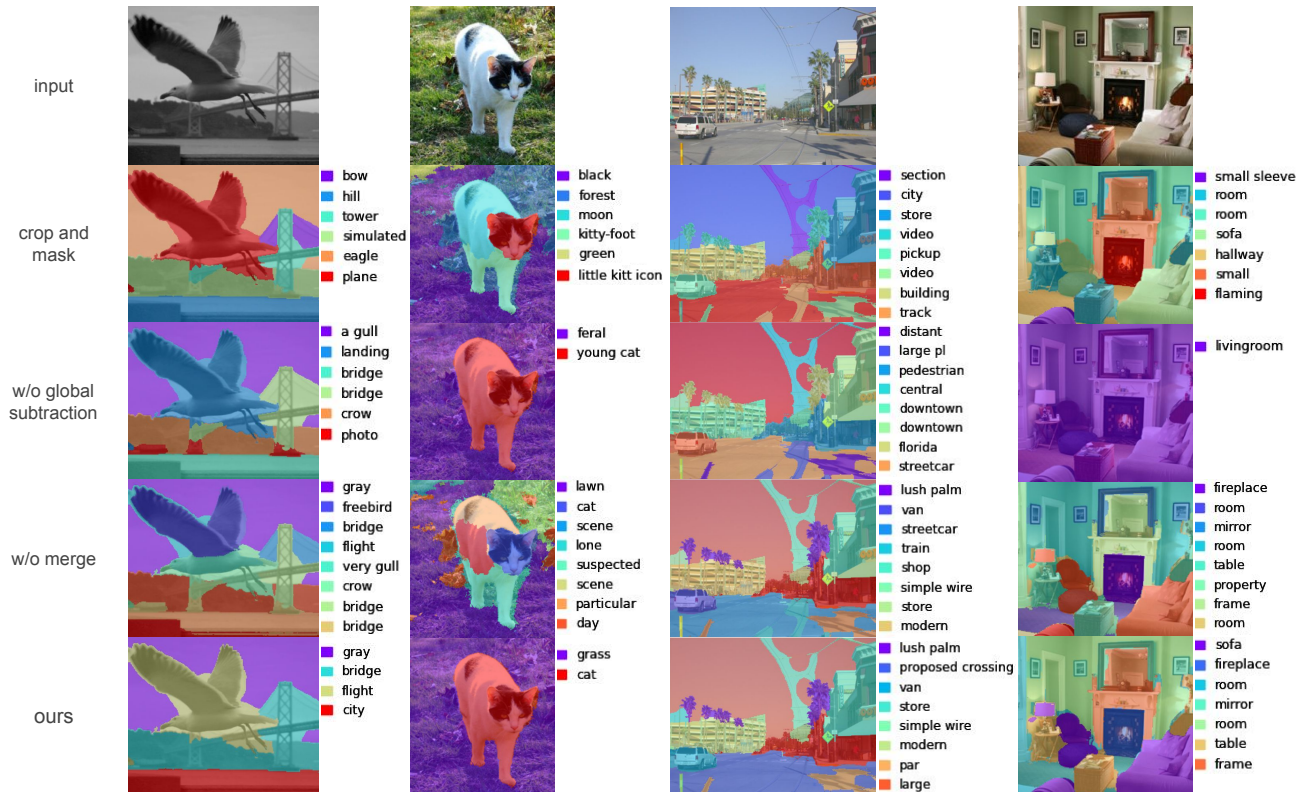 input
crop and
mask
bow
hill
tower
simulated
eagle
plane
black
forest
moon
kitty-foot
green
little kitt icon
section
city
store
video
pickup
video
building
track
small sleeve
room
room
sofa
hallway
small
flaming
w/o global
subtraction
a gull
landing
bridge
bridge
crow
photo
feral
young cat
distant
large pl
pedestrian
central
downtown
downtown
florida
streetcar
livingroom
w/o merge
gray
freebird
bridge
flight
very gull
crow
bridge
bridge
lawn
cat
scene
lone
suspected
scene
particular
day
lush palm
van
streetcar
train
shop
simple wire
store
modern
fireplace
room
mirror
room
table
property
frame
room
ours
gray
bridge
flight
city
grass
cat
lush palm
proposed crossing
van
store
simple wire
modern
par
large
sofa
fireplace
room
mirror
room
table
frame